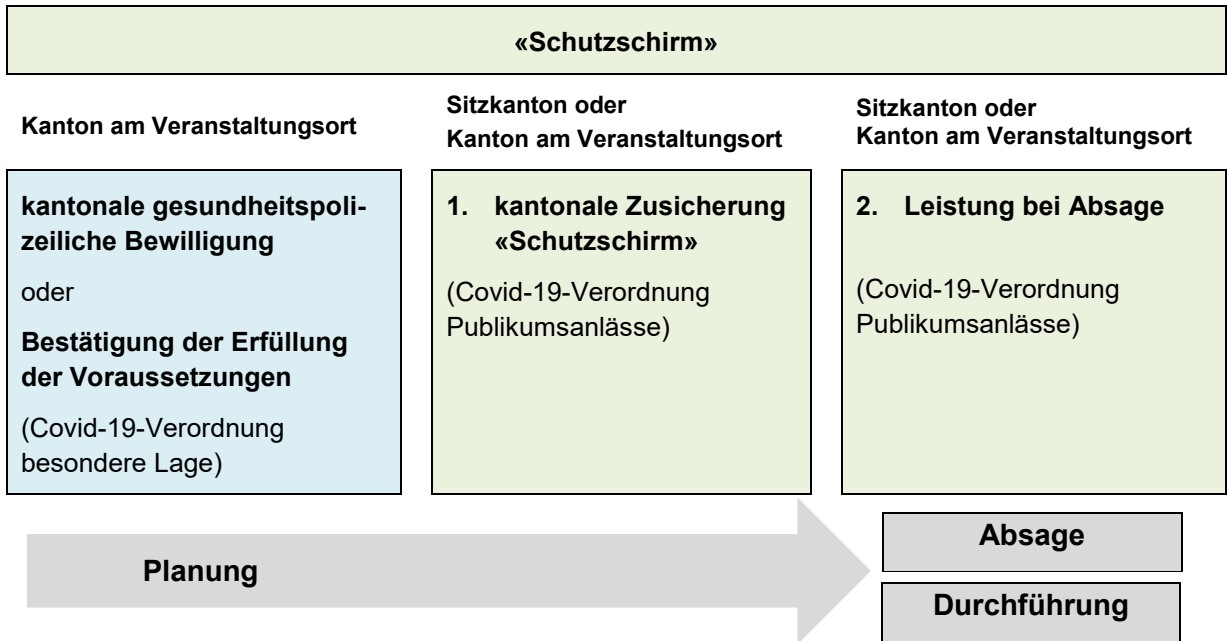 «Schutzschirm»
Kanton am Veranstaltungsort
Sitzkanton oder
Kanton am Veranstaltungsort
Sitzkanton oder
Kanton am Veranstaltungsort
kantonale gesundheitspoli-
zeiliche Bewilligung
oder
Bestätigung der Erfüllung
der Voraussetzungen
(Covid-19-Verordnung
besondere Lage)
1. kantonale Zusicherung
«Schutzschirm»
(Covid-19-Verordnung
Publikumsanlässe)
2. Leistung bei Absage
(Covid-19-Verordnung
Publikumsanlässe)
Planung
Absage
Durchführung